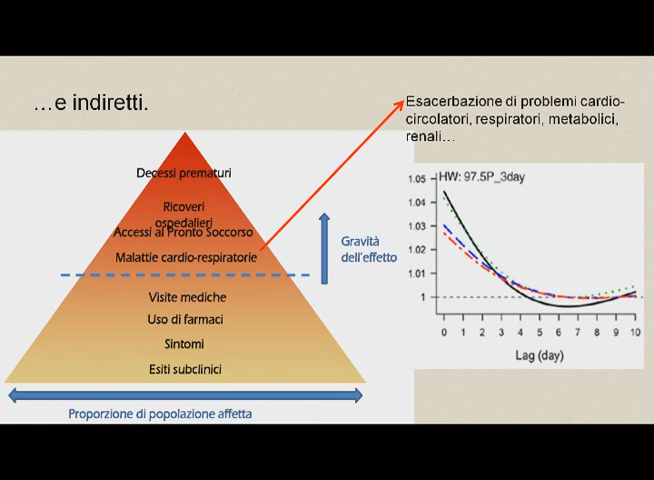 ...e indiretti.
Esacerbazione di problemi cardio-
circolatori, respiratori, metabolici,
renali...
Decessi prematuri
Ricoveri
ospedalieri
Accessi al Pronto Soccorso
Malattie cardio-respiratorie
Visite mediche
Uso di farmaci
Sintomi
Esiti subclinici
Gravità
dell'effetto
Proporzione di popolazione affetta
HW: 97.5P_3day
1.05
1.04
1.03
1.02
1.01
1
0 1 2 3 4 5 6 7 8 9 10
Lag (day)